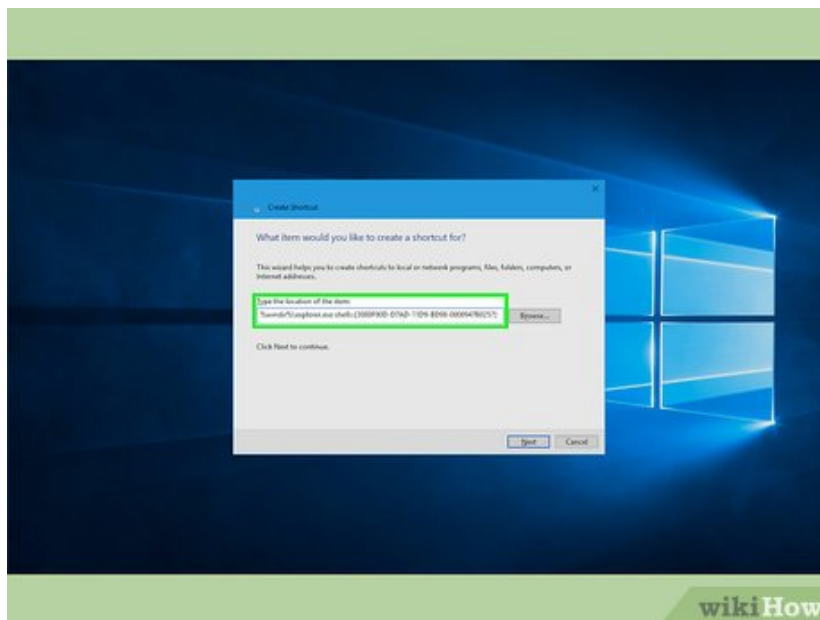 Create Shortcut
What item would you like to create a shortcut for?
This wizard helps you to create shortcuts to local or network programs, files, folders, computers, or
Internet addresses.
Type the location of the item:
explorer.exe
Browse...
Click Next to continue.
Next
Cancel
wikiHow